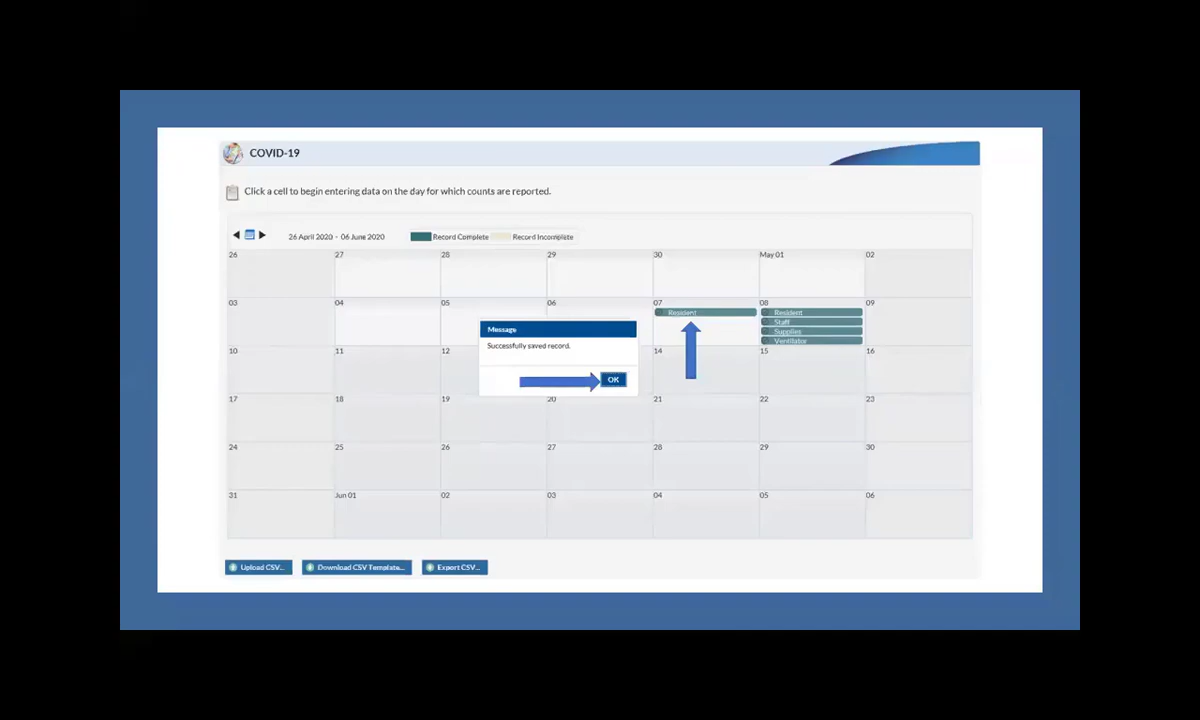 COVID-19
Click a cell to begin entering data on the day for which counts are reported.
26 April 2020 - 06 June 2020 Record Complete Record Incomplete
26 27 28 29 30 May 01 02
03 04 05 06 07 08 09
Resident Resident
Staff
Supplies
Ventilator
Message
Successfully saved record.
OK
10 11 12 14 15 16
17 18 19 20 21 22 23
24 25 26 27 28 29 30
31 Jun 01 02 03 04 05 06
Upload CSV... Download CSV Template... Export CSV...